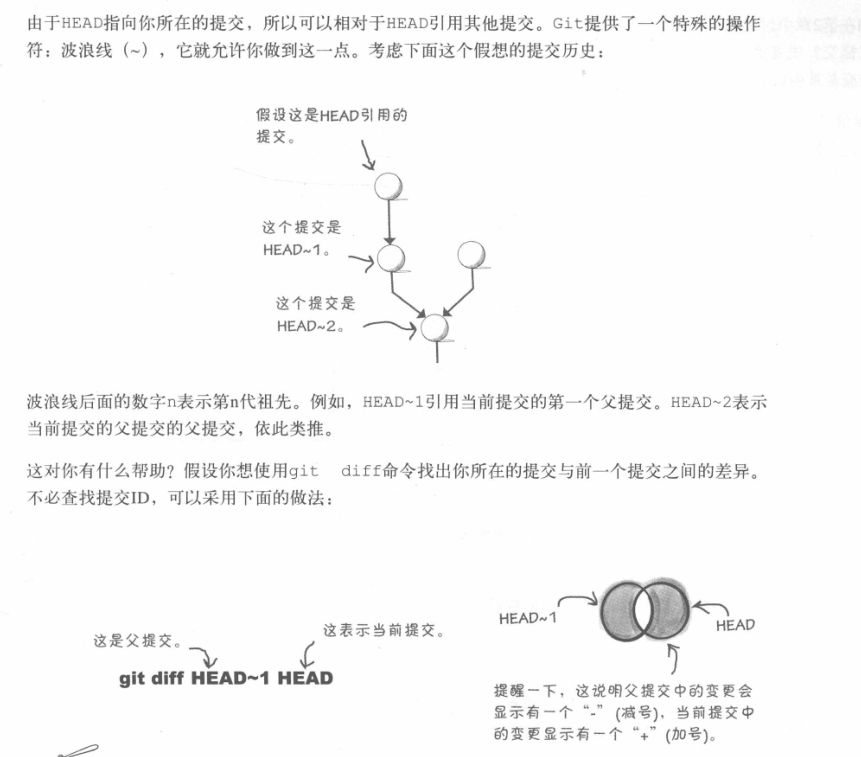 由于HEAD指向你所在的提交，所以可以相对于HEAD引用其他提交。Git提供了一个特殊的操作
符：波浪线（~），它就允许你做到这一点。考虑下面这个假想的提交历史：
假设这是HEAD引用的
提交。
这个提交是
HEAD~1。
这个提交是
HEAD~2。
波浪线后面的数字n表示第n代祖先。例如，HEAD~1引用当前提交的第一个父提交。HEAD~2表示
当前提交的父提交的父提交，依此类推。
这对你有什么帮助？假设你想使用git diff命令找出你所在的提交与前一个提交之间的差异。
不必查找提交ID，可以采用下面的做法：
这是父提交。
这表示当前提交。
git diff HEAD~1 HEAD
HEAD~1
HEAD
提醒一下，这说明父提交中的变更会
显示有一个“-”(减号)，当前提交中
的变更显示有一个“+”(加号)。